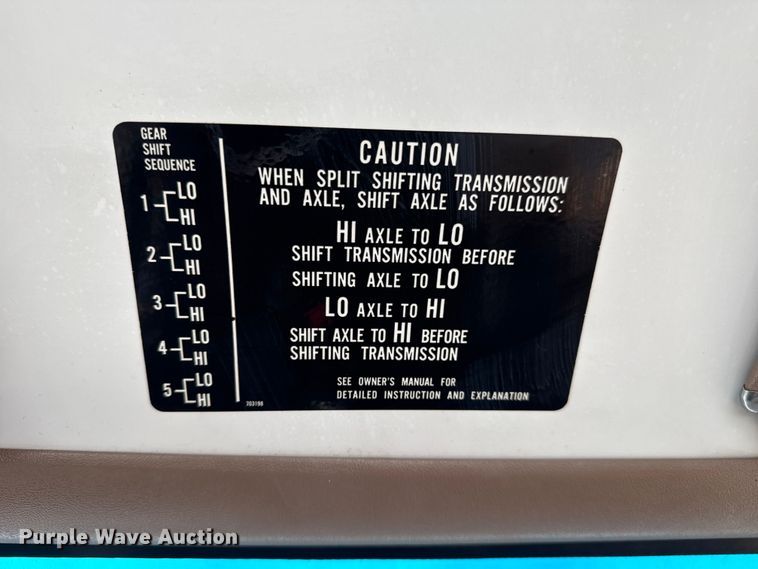 GEAR
SHIFT
SEQUENCE
1 LO
HI
2 LO
HI
3 LO
HI
4 LO
HI
5 LO
HI
CAUTION
WHEN SPLIT SHIFTING TRANSMISSION
AND AXLE, SHIFT AXLE AS FOLLOWS:
HI AXLE TO LO
SHIFT TRANSMISSION BEFORE
SHIFTING AXLE TO LO
LO AXLE TO HI
SHIFT AXLE TO HI BEFORE
SHIFTING TRANSMISSION
SEE OWNER'S MANUAL FOR
DETAILED INSTRUCTION AND EXPLANATION
703198
Purple Wave Auction